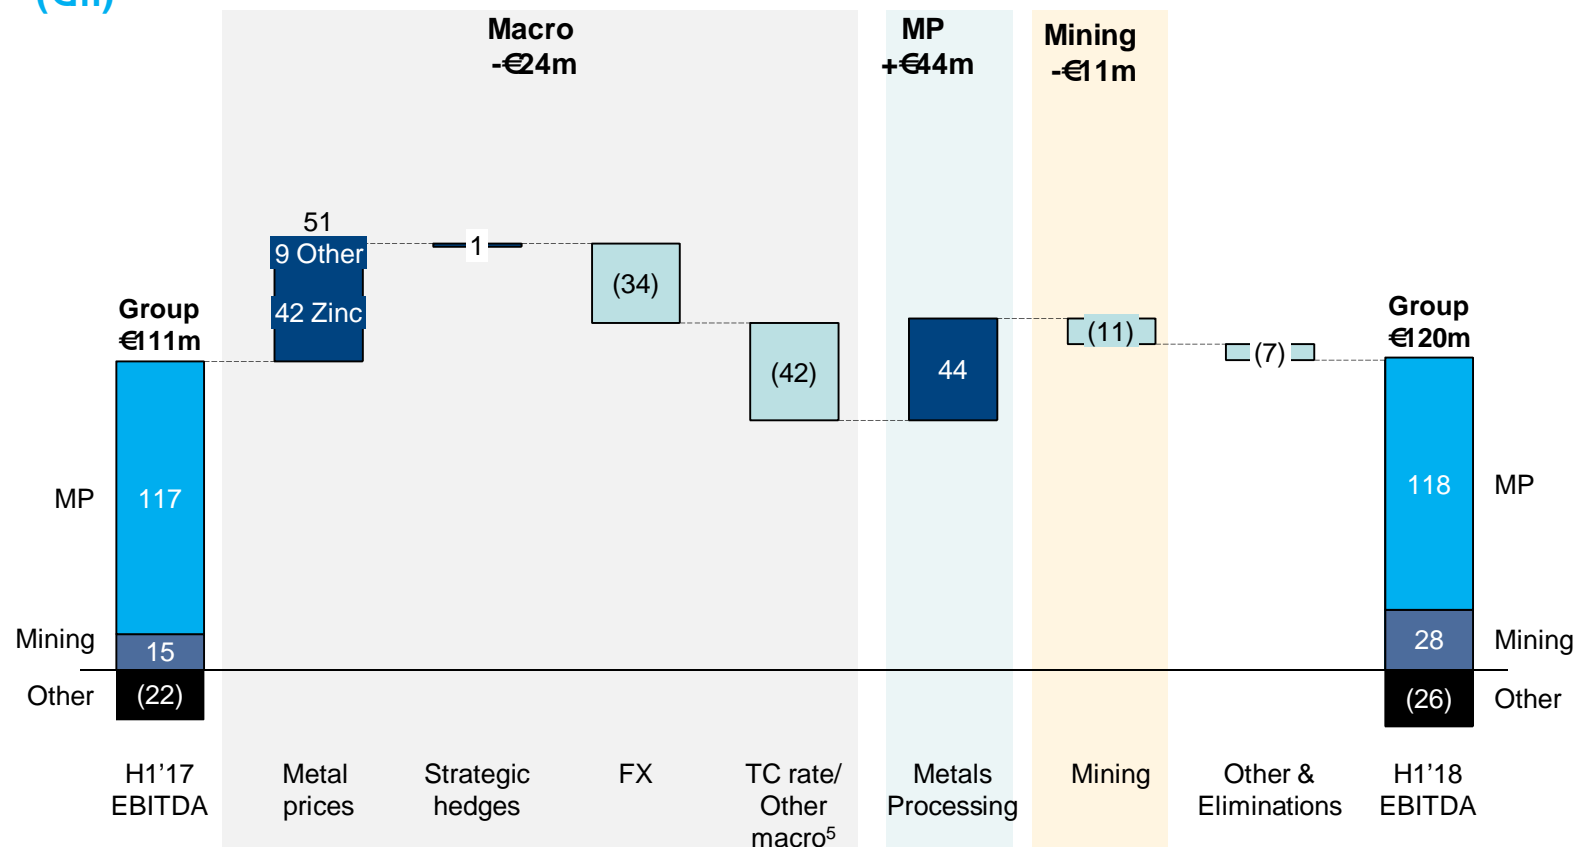 Macro
-€24m
MP
+€44m
Mining
-€11m
51
9 Other
42 Zinc
1
(34)
(42)
44
(11)
(7)
Group
€111m
Group
€120m
MP
117
118
MP
Mining
15
28
Mining
Other
(22)
(26)
Other
H1’17
EBITDA
Metal
prices
Strategic
hedges
FX
TC rate/
Other
macro5
Metals
Processing
Mining
Other &
Eliminations
H1’18
EBITDA